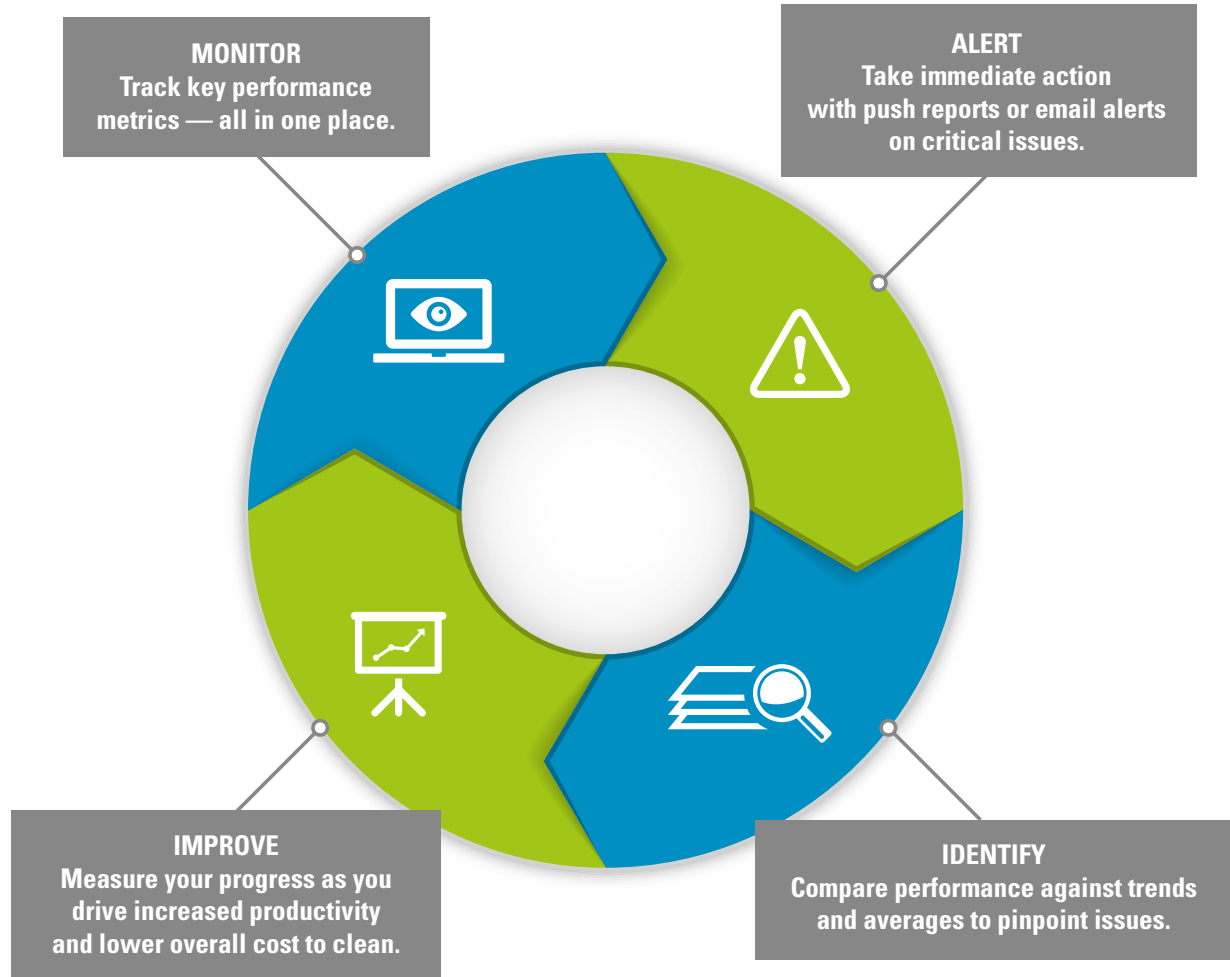 MONITOR
Track key performance
metrics — all in one place.
ALERT
Take immediate action
with push reports or email alerts
on critical issues.
IMPROVE
Measure your progress as you
drive increased productivity
and lower overall cost to clean.
IDENTIFY
Compare performance against trends
and averages to pinpoint issues.